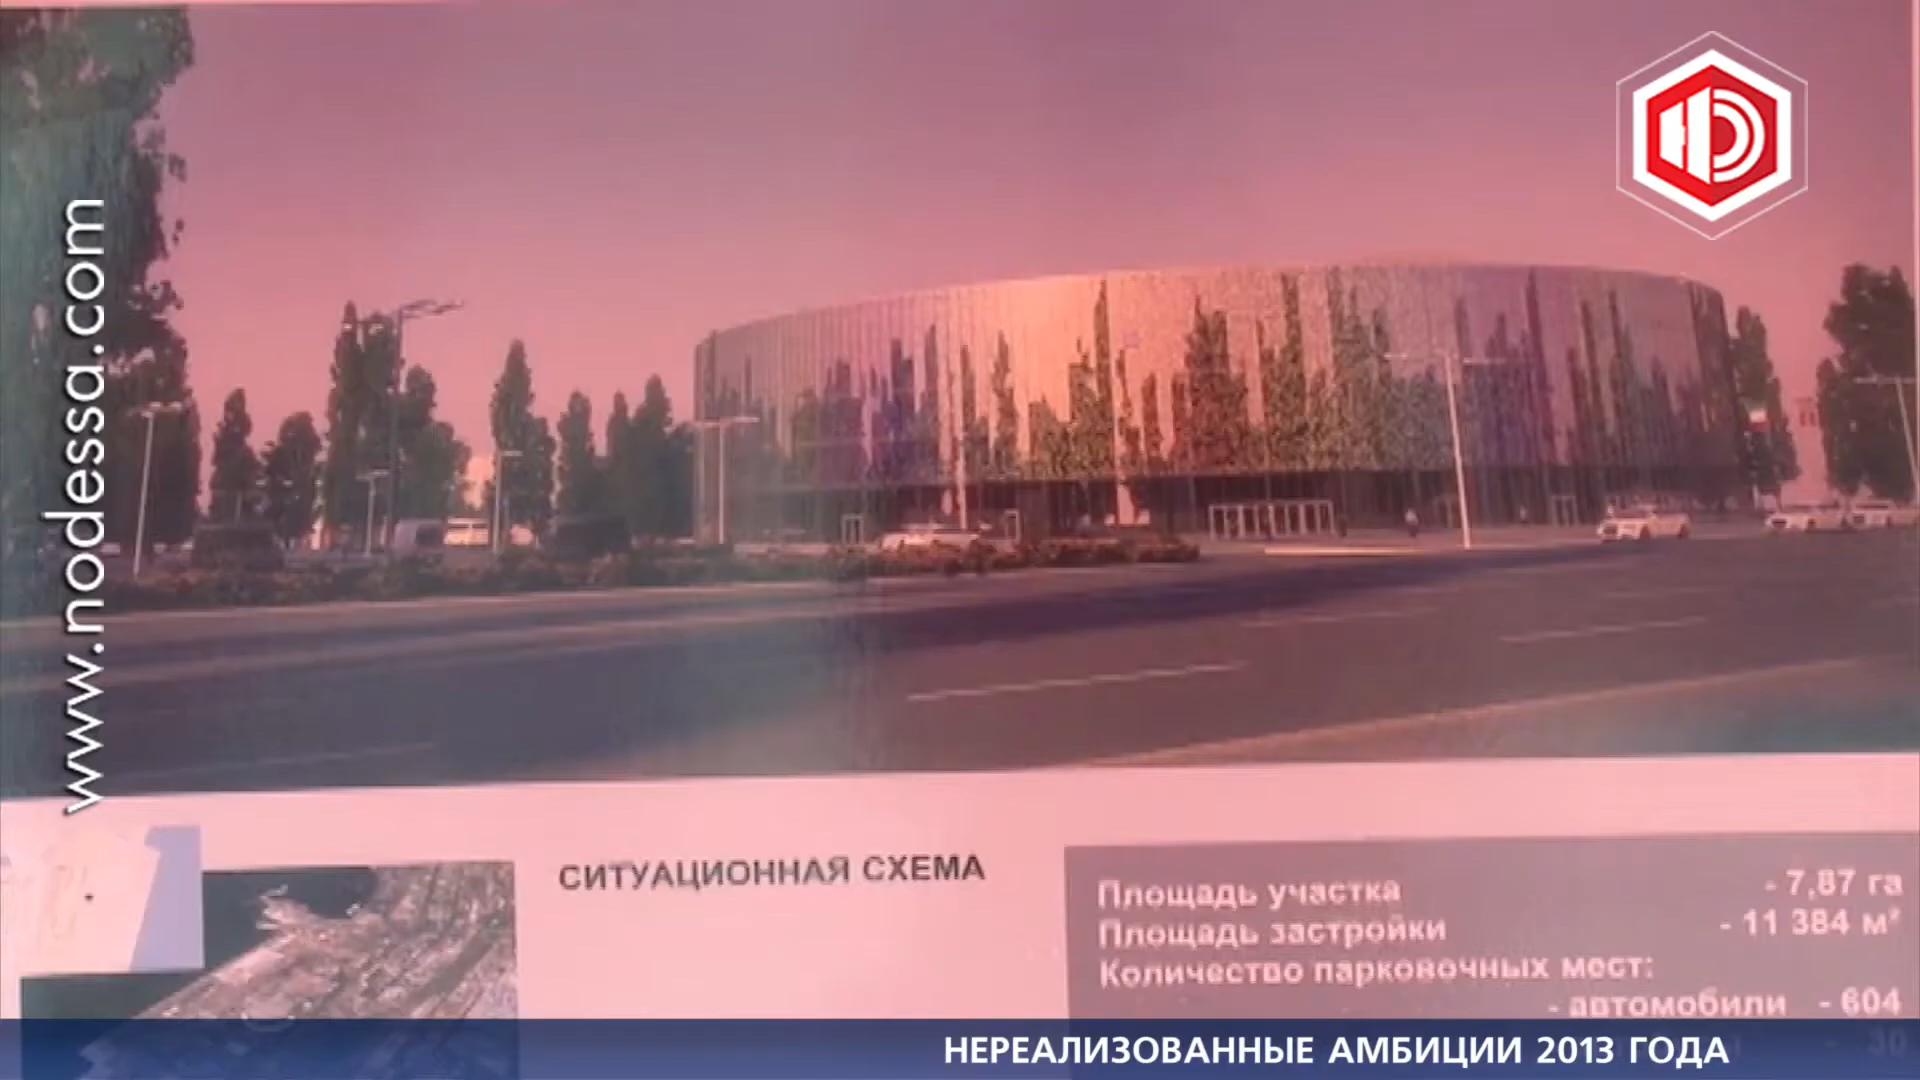 www.nodessa.com
СИТУАЦИОННАЯ СХЕМА
Площадь участка - 7,87 га
Площадь застройки - 11 384 м²
Количество парковочных мест:
- автомобили - 604
- 30
НЕРЕАЛИЗОВАННЫЕ АМБИЦИИ 2013 ГОДА